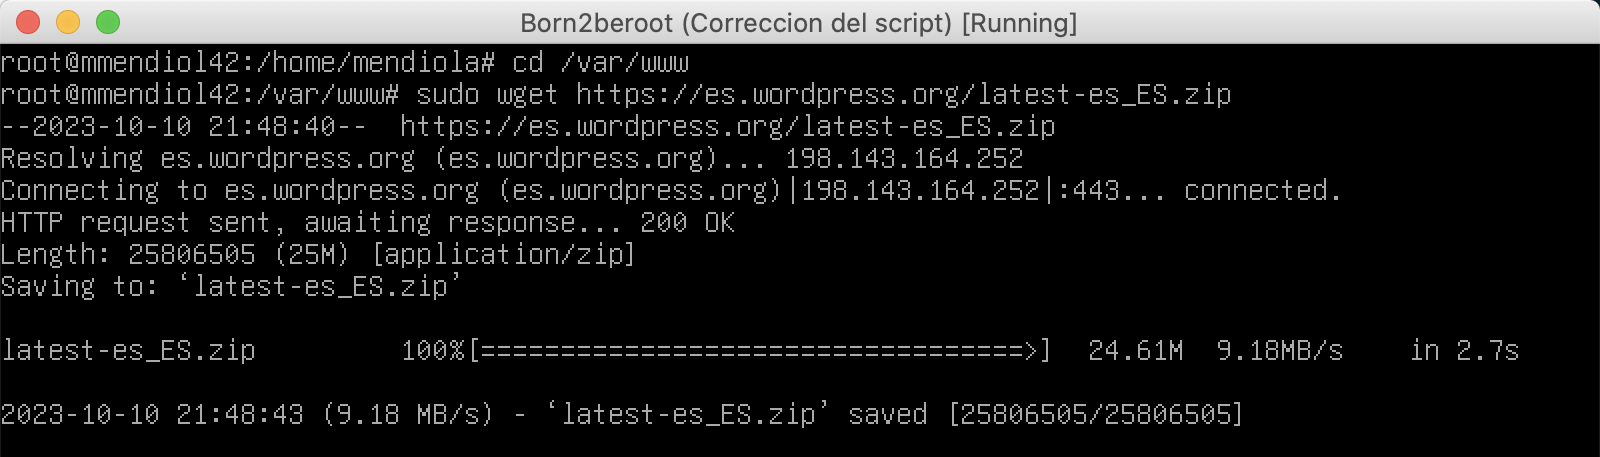 Born2beroot (Correccion del script) [Running]
root@mmendiol42:/home/mendiola# cd /var/www
root@mmendiol42:/var/www# sudo wget https://es.wordpress.org/latest-es_ES.zip
--2023-10-10 21:48:40--  https://es.wordpress.org/latest-es_ES.zip
Resolving es.wordpress.org (es.wordpress.org)... 198.143.164.252
Connecting to es.wordpress.org (es.wordpress.org)|198.143.164.252|:443... connected.
HTTP request sent, awaiting response... 200 OK
Length: 25806505 (25M) [application/zip]
Saving to: ‘latest-es_ES.zip’
latest-es_ES.zip         100%[==================================>]  24.61M  9.18MB/s    in 2.7s
2023-10-10 21:48:43 (9.18 MB/s) - ‘latest-es_ES.zip’ saved [25806505/25806505]